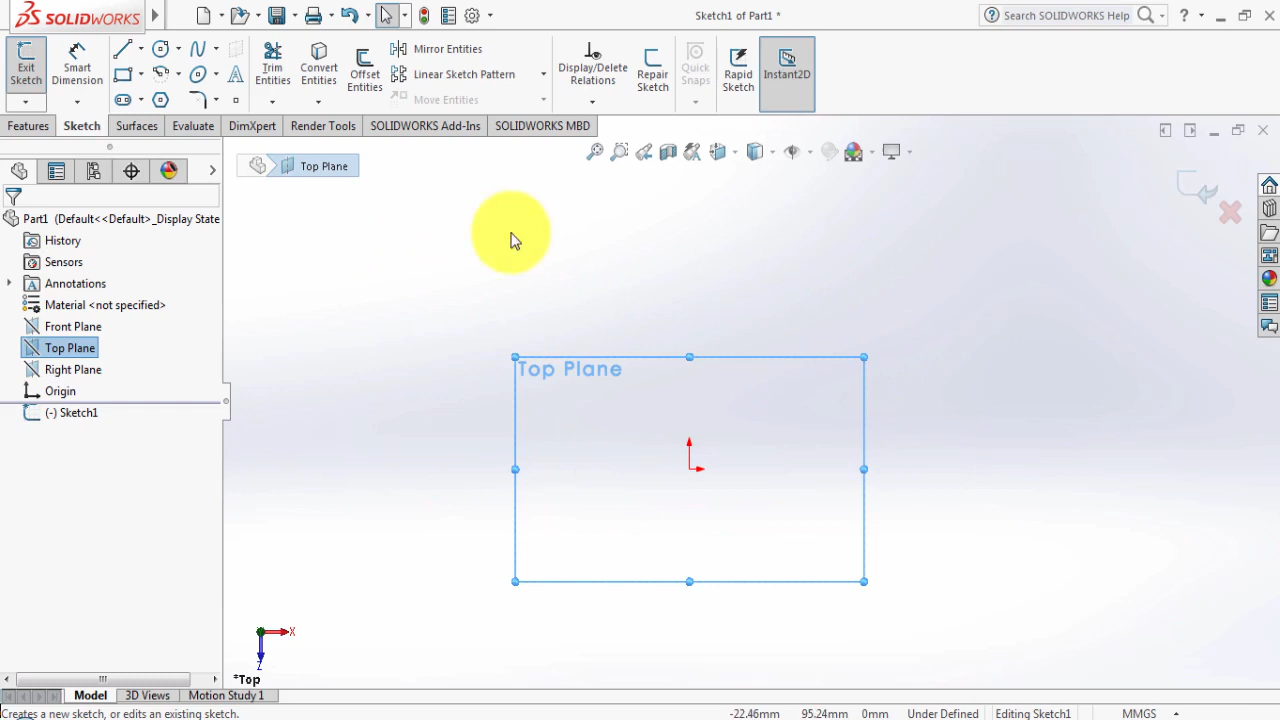 SOLIDWORKS
Sketch1 of Part1 *
Search SOLIDWORKS Help
?
Exit Sketch
Smart Dimension
Trim Entities
Convert Entities
Offset Entities
Mirror Entities
Linear Sketch Pattern
Move Entities
Display/Delete Relations
Repair Sketch
Quick Snaps
Rapid Sketch
Instant2D
Features
Sketch
Surfaces
Evaluate
DimXpert
Render Tools
SOLIDWORKS Add-Ins
SOLIDWORKS MBD
Top Plane
Part1 (Default<<Default>_Display State
History
Sensors
Annotations
Material <not specified>
Front Plane
Top Plane
Right Plane
Origin
(-) Sketch1
Top Plane
X
Z
*Top
Model
3D Views
Motion Study 1
Creates a new sketch, or edits an existing sketch.
-22.46mm
95.24mm
0mm
Under Defined
Editing Sketch1
MMGS